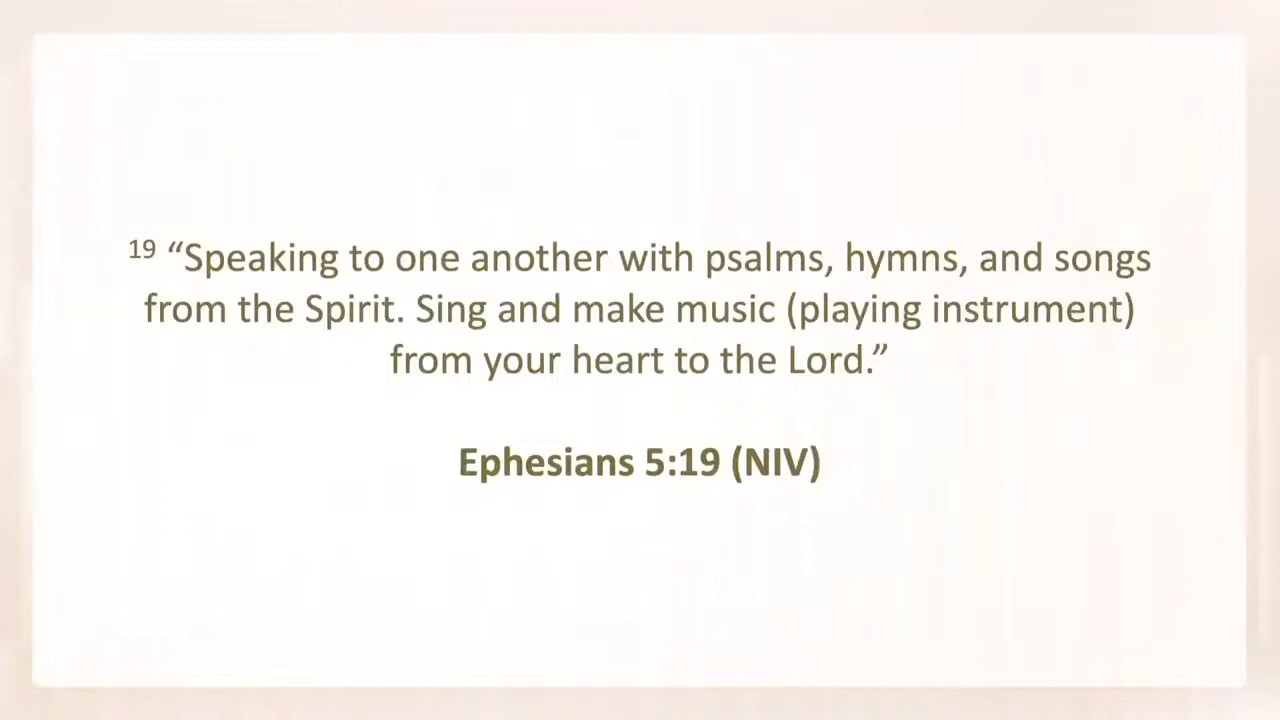 19 “Speaking to one another with psalms, hymns, and songs
from the Spirit. Sing and make music (playing instrument)
from your heart to the Lord.”
Ephesians 5:19 (NIV)